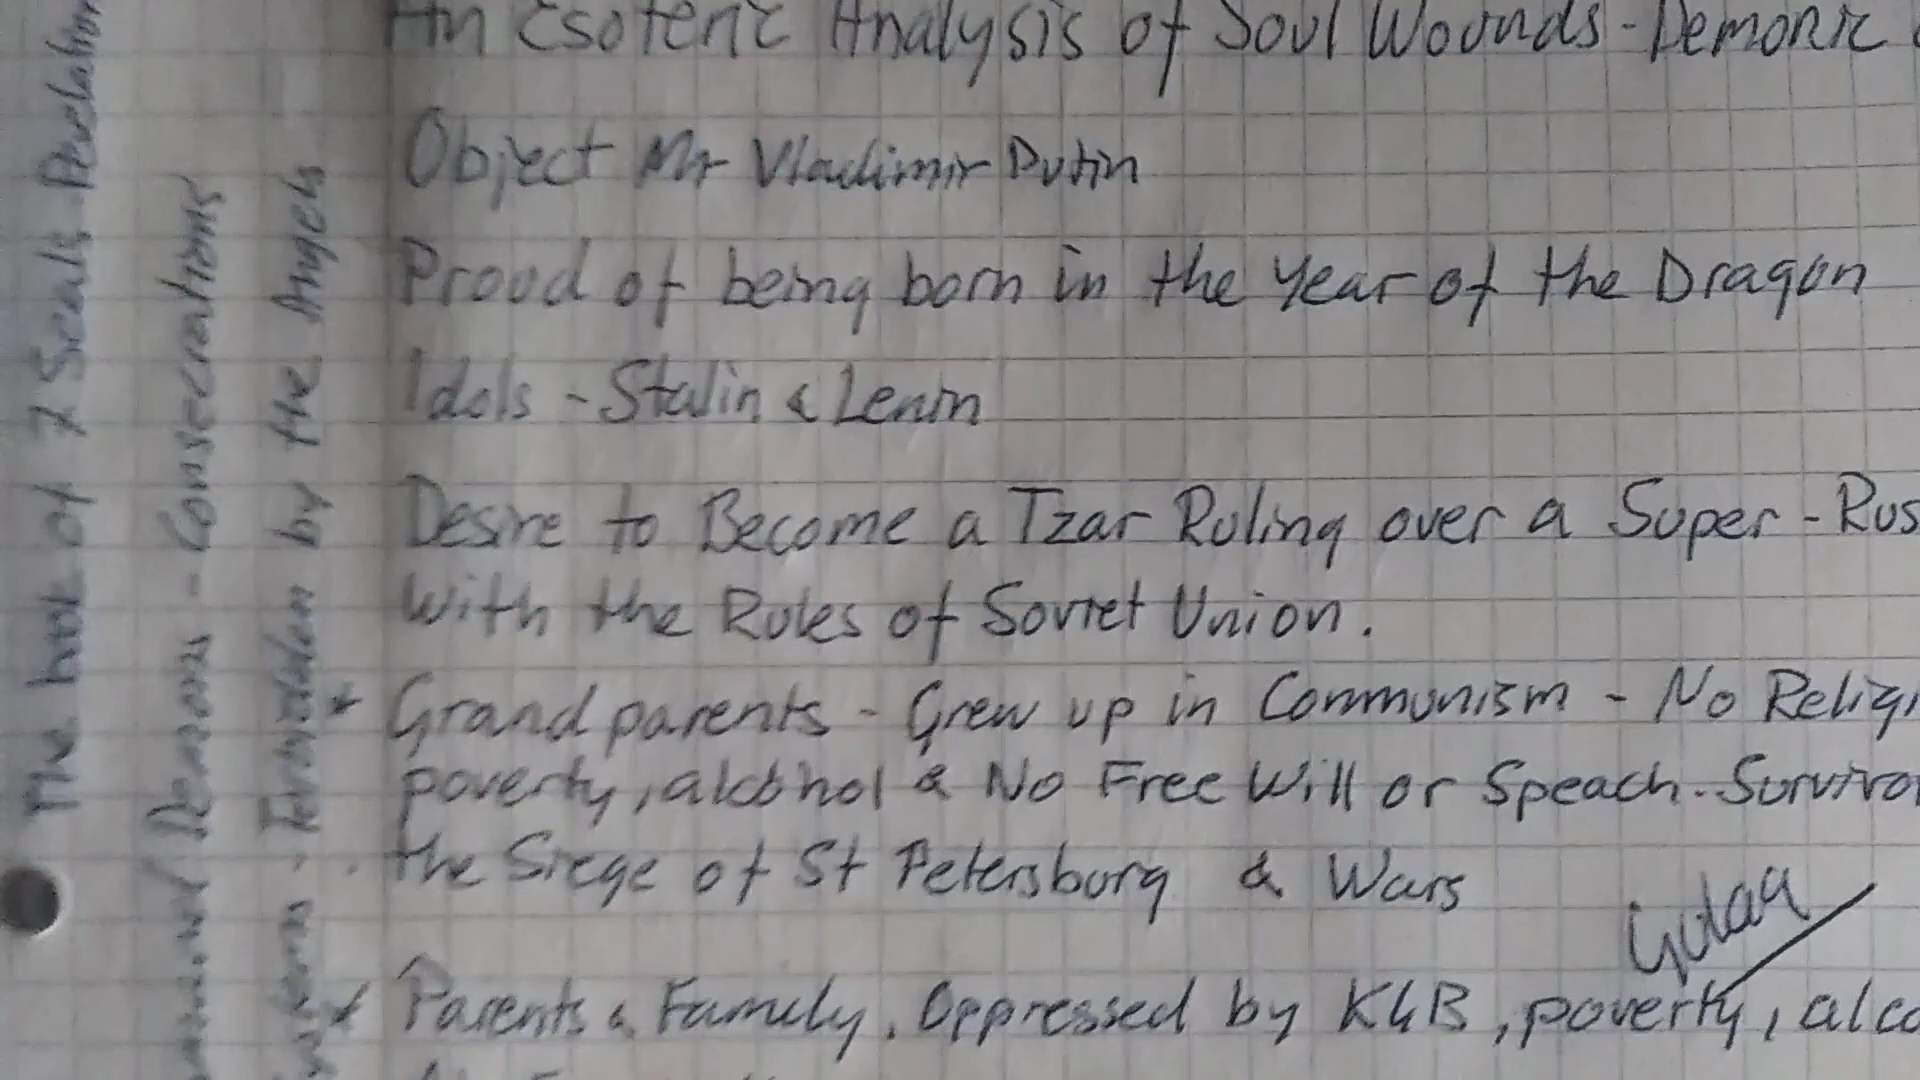 An Esoteric Analysis of Soul Wounds - Demonic
Object Mr Vladimir Putin
Proud of being born in the Year of the Dragon
Idols - Stalin & Lenin
Desire to Become a Tzar Ruling over a Super - Rus
With the Rules of Soviet Union.
* Grandparents - Grew up in Communism - No Religi
poverty, alcohol & No Free Will or Speach. Survivo
the Siege of St Petersburg & Wars
Gulag
* Parents & Family. Oppressed by KGB, poverty, alco
The book of 7 Seals
Demons - Consecrations
by the Angels